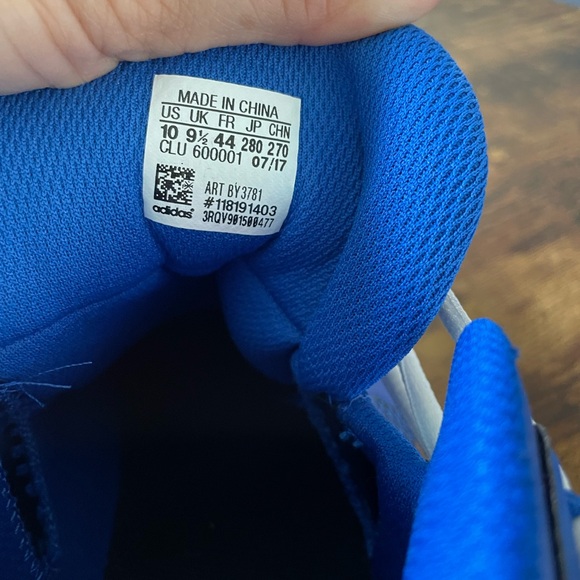 MADE IN CHINA
US UK FR JP CHN
10 9½ 44 280 270
CLU 600001 07/17
ART BY3781
#118191403
adidas® 3RQV901500477